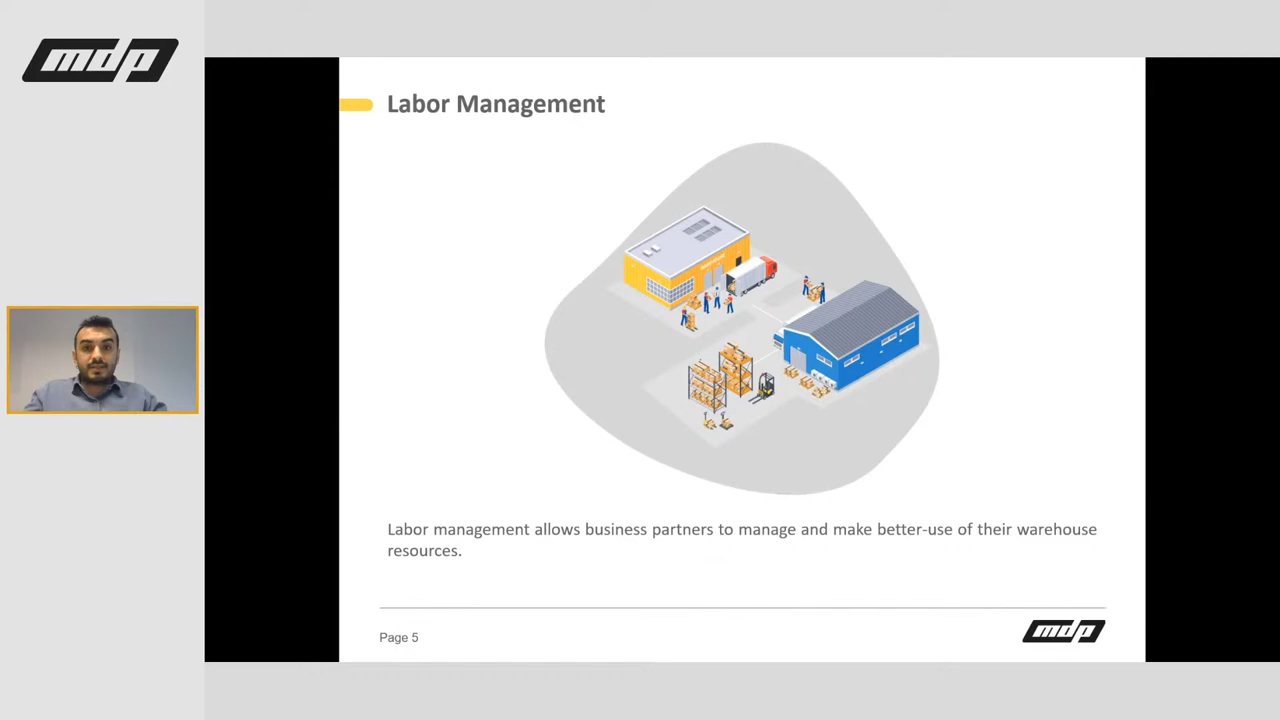 mdp
Labor Management
Labor management allows business partners to manage and make better-use of their warehouse
resources.
Page 5
mdp